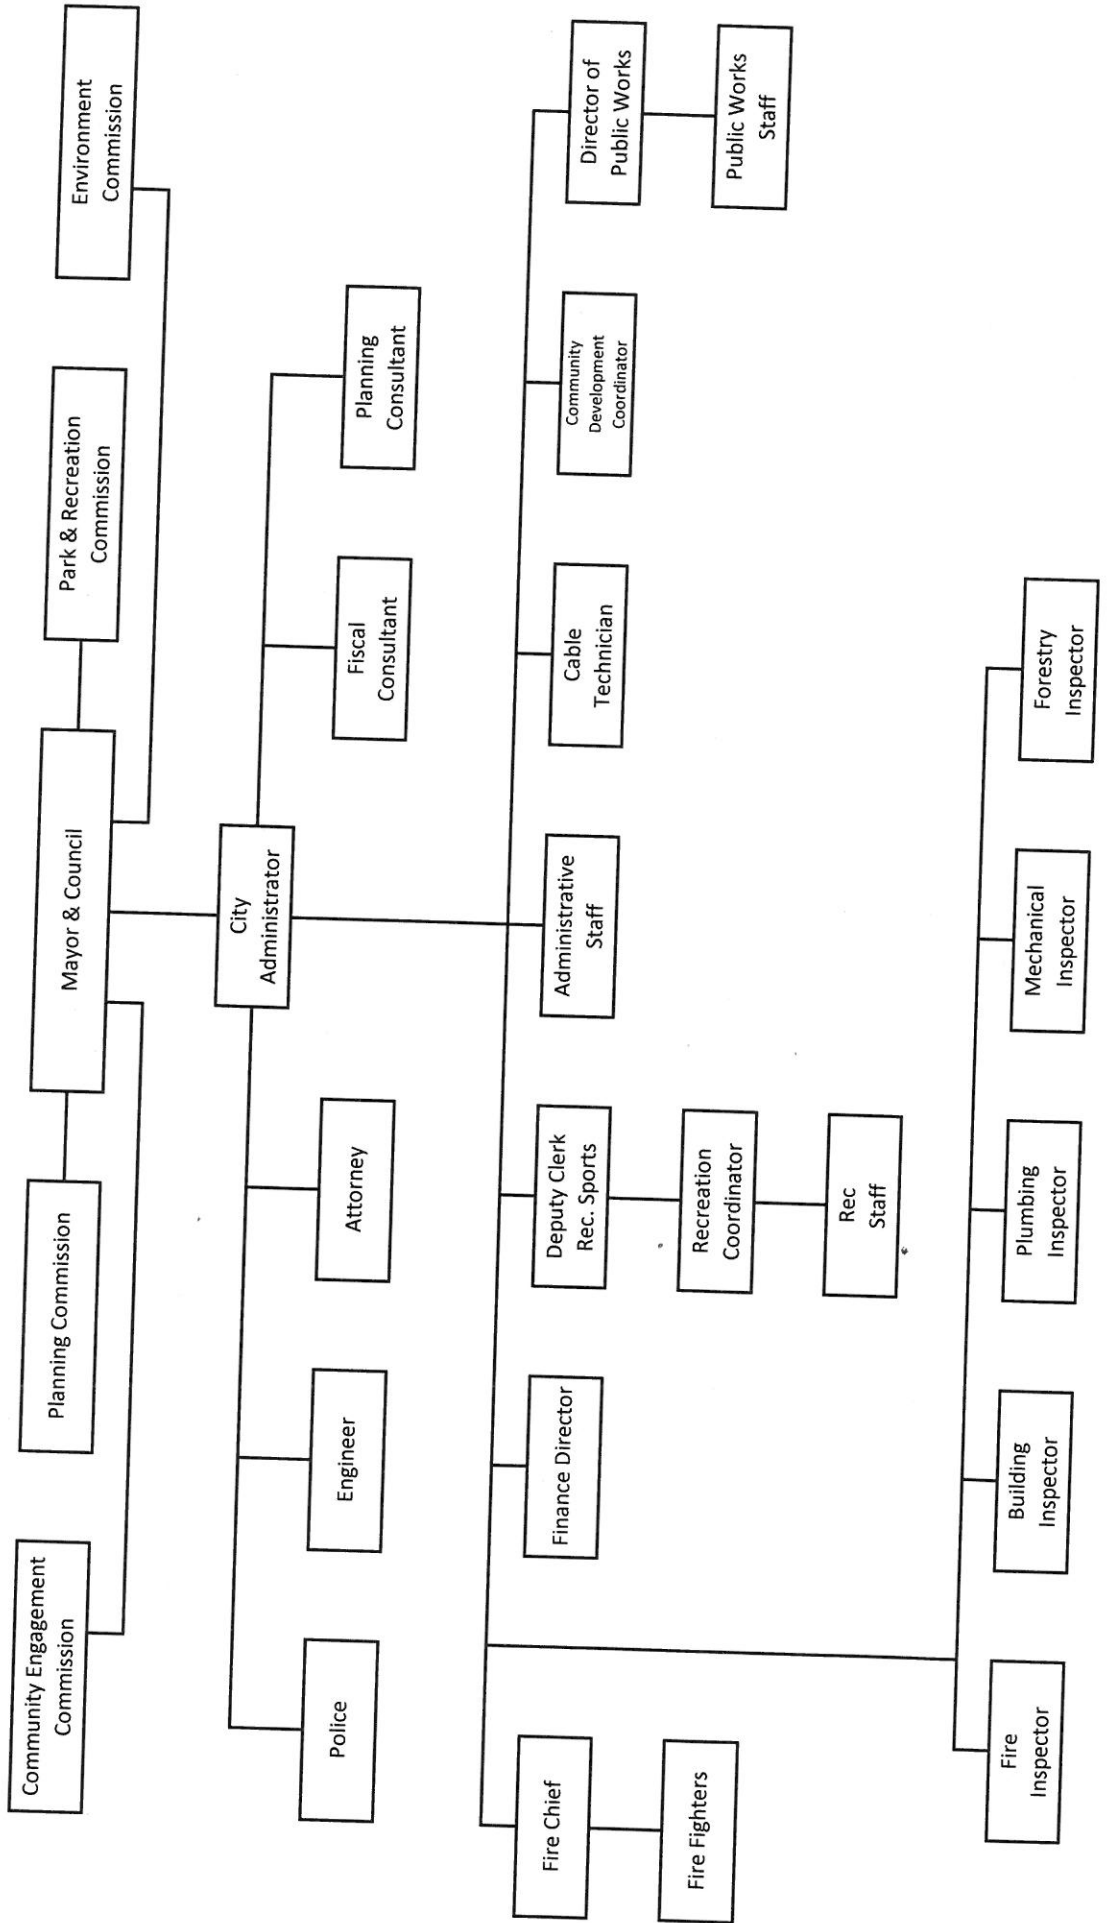 Community Engagement
Commission
Planning Commission
Mayor & Council
Park & Recreation
Commission
Environment
Commission
City
Administrator
Police
Engineer
Attorney
Fiscal
Consultant
Planning
Consultant
Fire Chief
Finance Director
Deputy Clerk
Rec. Sports
Administrative
Staff
Cable
Technician
Community
Development
Coordinator
Director of
Public Works
Fire Fighters
Recreation
Coordinator
Public Works
Staff
Rec
Staff
Fire
Inspector
Building
Inspector
Plumbing
Inspector
Mechanical
Inspector
Forestry
Inspector